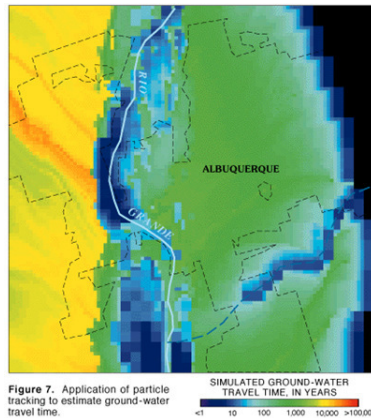 RIO
ALBUQUERQUE
GRANDE
Figure 7. Application of particle
tracking to estimate ground-water
travel time.
SIMULATED GROUND-WATER
TRAVEL TIME, IN YEARS
<1 10 100 1,000 10,000 >100,000